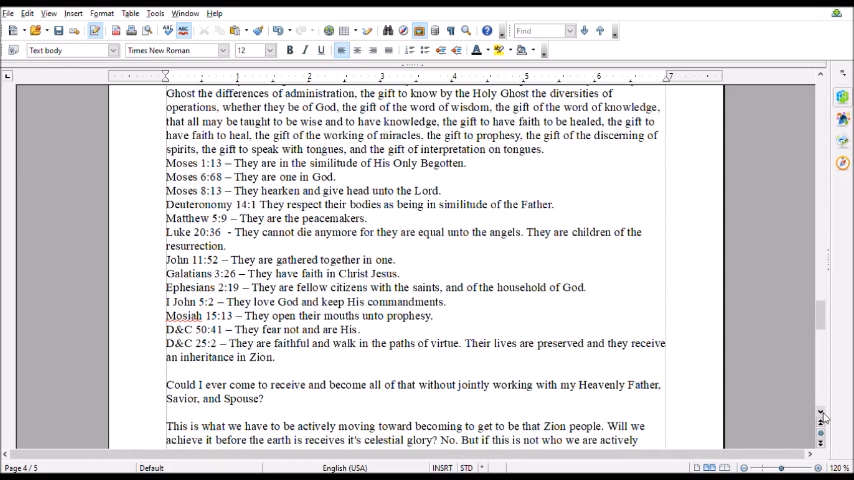 File Edit View Insert Format Table Tools Window Help
Find
Text body Times New Roman 12 B I U
1 2 3 4 5 6 7
Ghost the differences of administration, the gift to know by the Holy Ghost the diversities of
operations, whether they be of God, the gift of the word of wisdom, the gift of the word of knowledge,
that all may be taught to be wise and to have knowledge, the gift to have faith to be healed, the gift to
have faith to heal, the gift of the working of miracles, the gift to prophesy, the gift of the discerning of
spirits, the gift to speak with tongues, and the gift of interpretation on tongues.
Moses 1:13 – They are in the similitude of His Only Begotten.
Moses 6:68 – They are one in God.
Moses 8:13 – They hearken and give head unto the Lord.
Deuteronomy 14:1 They respect their bodies as being in similitude of the Father.
Matthew 5:9 – They are the peacemakers.
Luke 20:36 - They cannot die anymore for they are equal unto the angels. They are children of the
resurrection.
John 11:52 – They are gathered together in one.
Galatians 3:26 – They have faith in Christ Jesus.
Ephesians 2:19 – They are fellow citizens with the saints, and of the household of God.
I John 5:2 – They love God and keep His commandments.
Mosiah 15:13 – They open their mouths unto prophesy.
D&C 50:41 – They fear not and are His.
D&C 25:2 – They are faithful and walk in the paths of virtue. Their lives are preserved and they receive
an inheritance in Zion.
Could I ever come to receive and become all of that without jointly working with my Heavenly Father,
Savior, and Spouse?
This is what we have to be actively moving toward becoming to get to be that Zion people. Will we
achieve it before the earth is receives it's celestial glory? No. But if this is not who we are actively
Page 4 / 5 Default English (USA) INSRT STD * 120 %